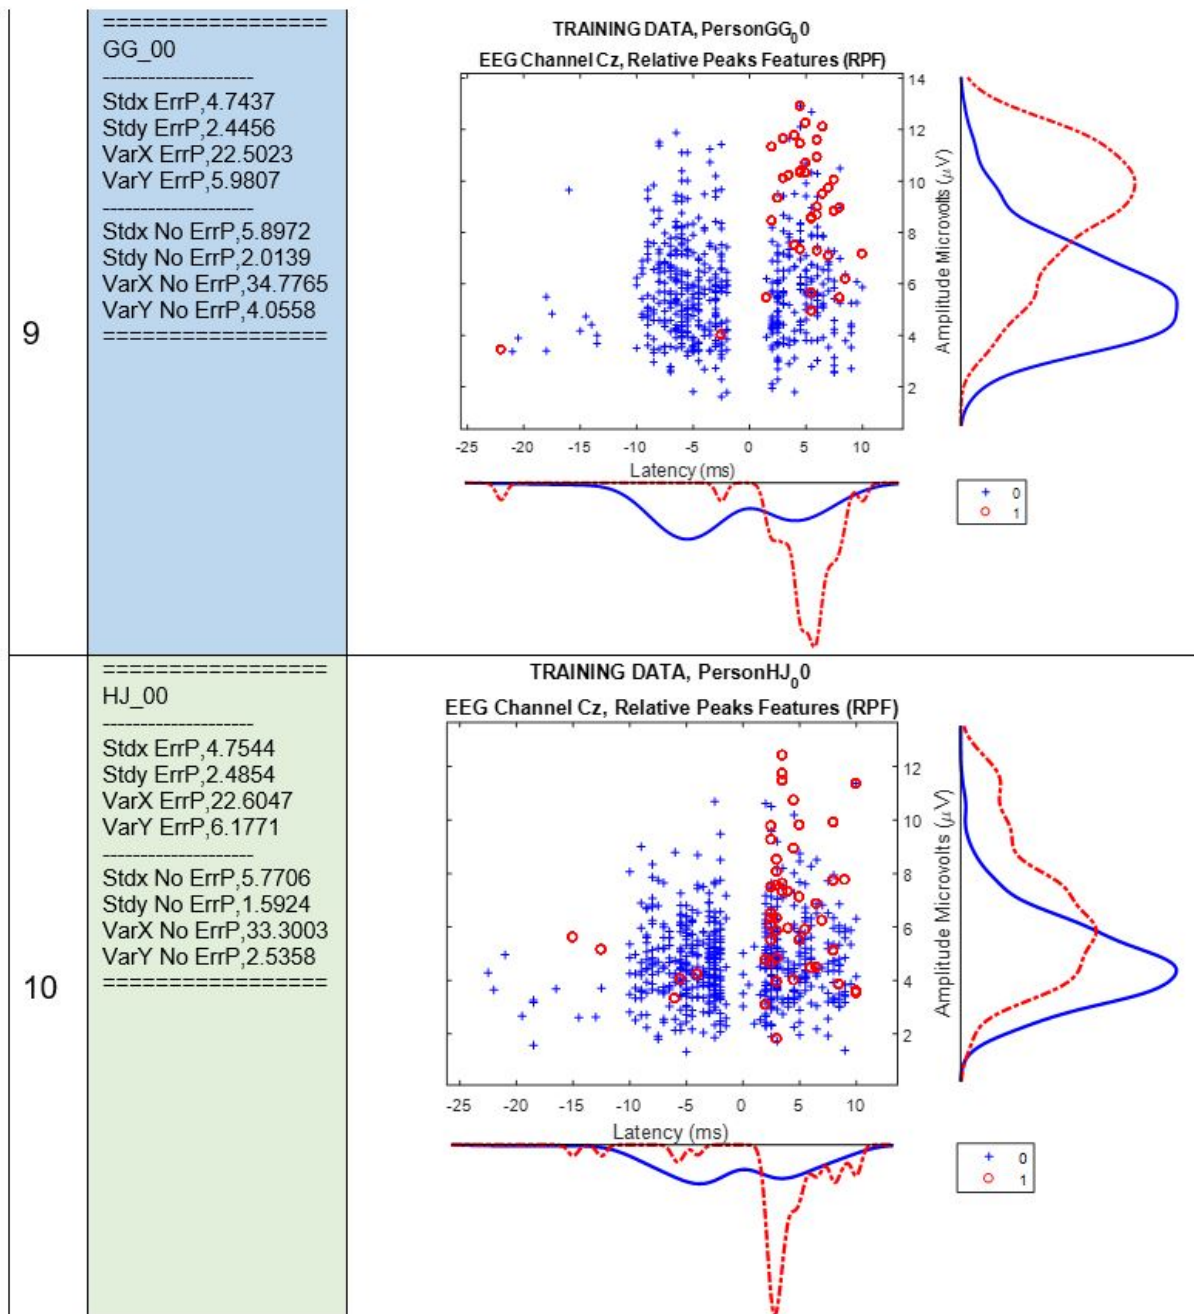 9
==================
GG_00
--------------------
Stdx ErrP,4.7437
Stdy ErrP,2.4456
VarX ErrP,22.5023
VarY ErrP,5.9807
--------------------
Stdx No ErrP,5.8972
Stdy No ErrP,2.0139
VarX No ErrP,34.7765
VarY No ErrP,4.0558
==================
TRAINING DATA, PersonGG₀0
EEG Channel Cz, Relative Peaks Features (RPF)
14
12
10
8
6
4
2
Amplitude Microvolts (μV)
-25 -20 -15 -10 -5 0 5 10
Latency (ms)
0
1
10
==================
HJ_00
--------------------
Stdx ErrP,4.7544
Stdy ErrP,2.4854
VarX ErrP,22.6047
VarY ErrP,6.1771
--------------------
Stdx No ErrP,5.7706
Stdy No ErrP,1.5924
VarX No ErrP,33.3003
VarY No ErrP,2.5358
==================
TRAINING DATA, PersonHJ₀0
EEG Channel Cz, Relative Peaks Features (RPF)
12
10
8
6
4
2
Amplitude Microvolts (μV)
-25 -20 -15 -10 -5 0 5 10
Latency (ms)
0
1